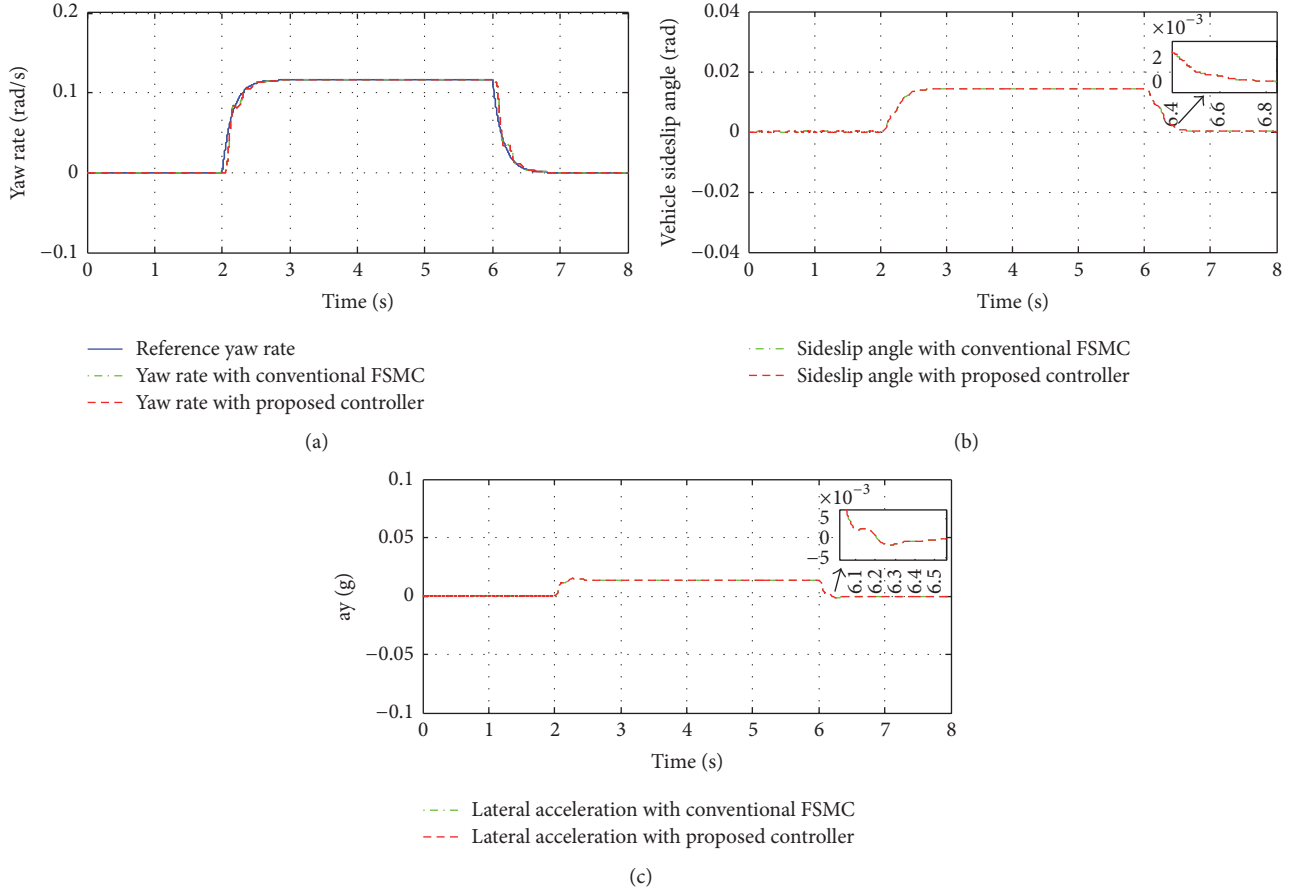 0.2
0.1
0
−0.1
Yaw rate (rad/s)
0 1 2 3 4 5 6 7 8
Time (s)
Reference yaw rate
Yaw rate with conventional FSMC
Yaw rate with proposed controller
(a)
0.04
0.02
0
−0.02
−0.04
Vehicle sideslip angle (rad)
×10−3
2
0
6.4 6.6 6.8
0 1 2 3 4 5 6 7 8
Time (s)
Sideslip angle with conventional FSMC
Sideslip angle with proposed controller
(b)
0.1
0.05
0
−0.05
−0.1
ay (g)
×10−3
5
0
−5
6.1 6.2 6.3 6.4 6.5
0 1 2 3 4 5 6 7 8
Time (s)
Lateral acceleration with conventional FSMC
Lateral acceleration with proposed controller
(c)